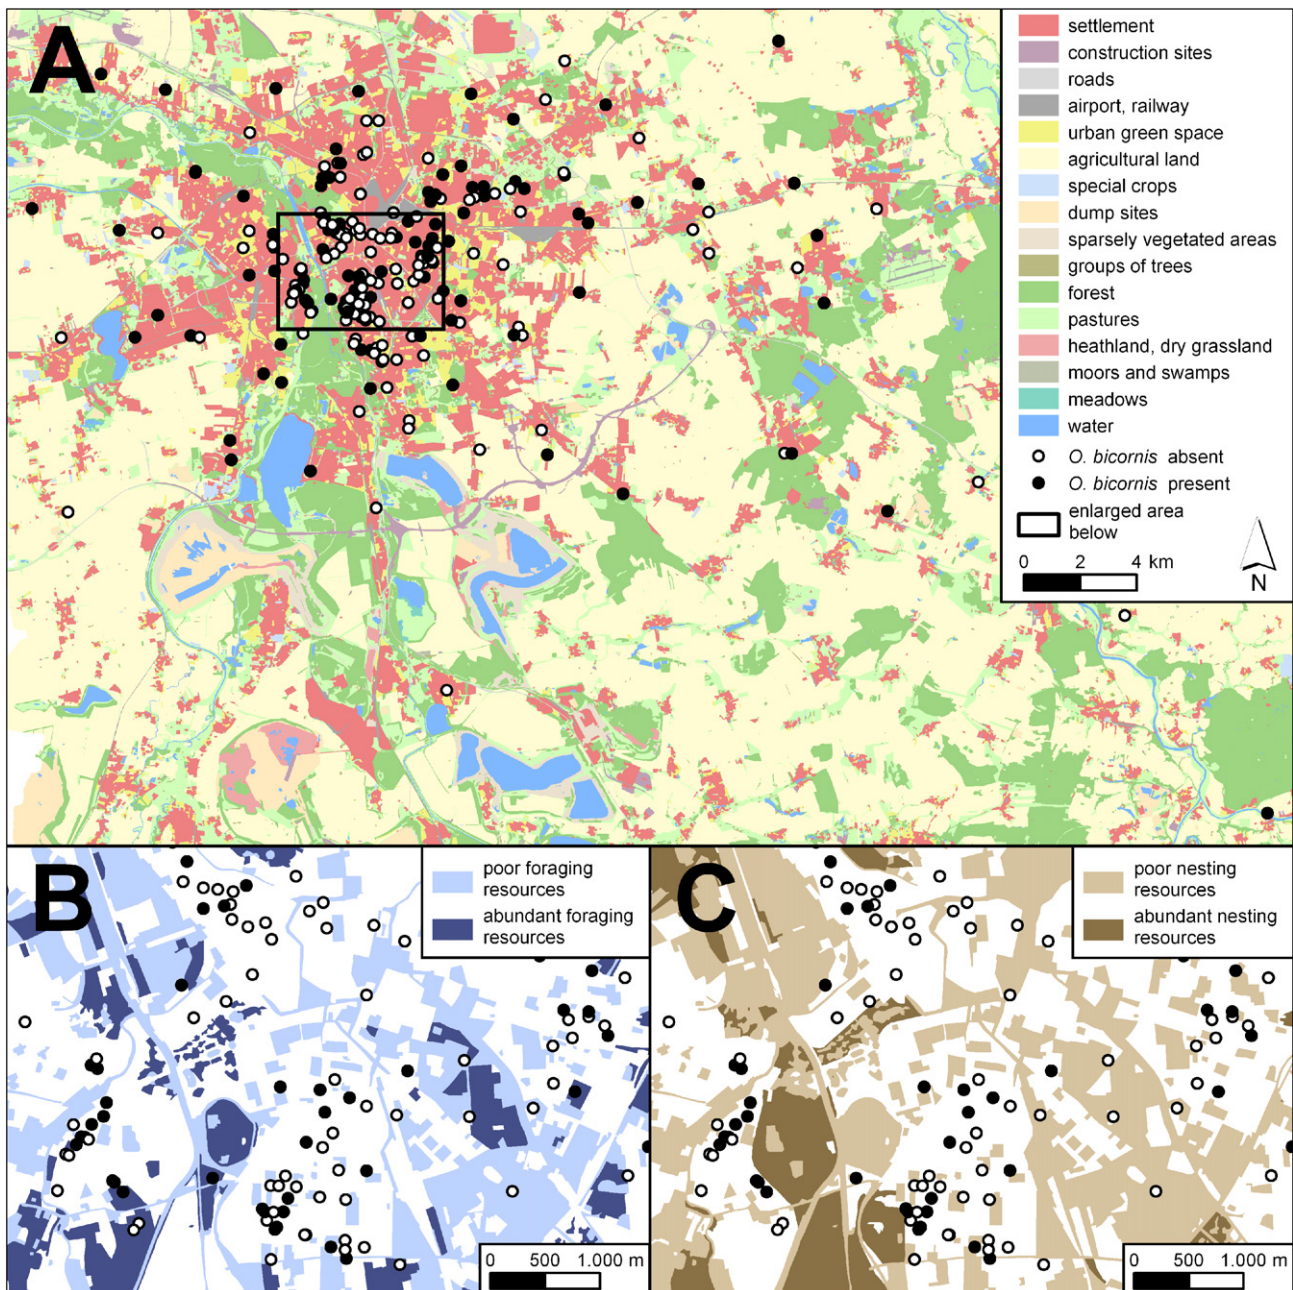 A
settlement
construction sites
roads
airport, railway
urban green space
agricultural land
special crops
dump sites
sparsely vegetated areas
groups of trees
forest
pastures
heathland, dry grassland
moors and swamps
meadows
water
O. bicornis absent
O. bicornis present
enlarged area
below
0 2 4 km
N
B
poor foraging
resources
abundant foraging
resources
0 500 1.000 m
C
poor nesting
resources
abundant nesting
resources
0 500 1.000 m